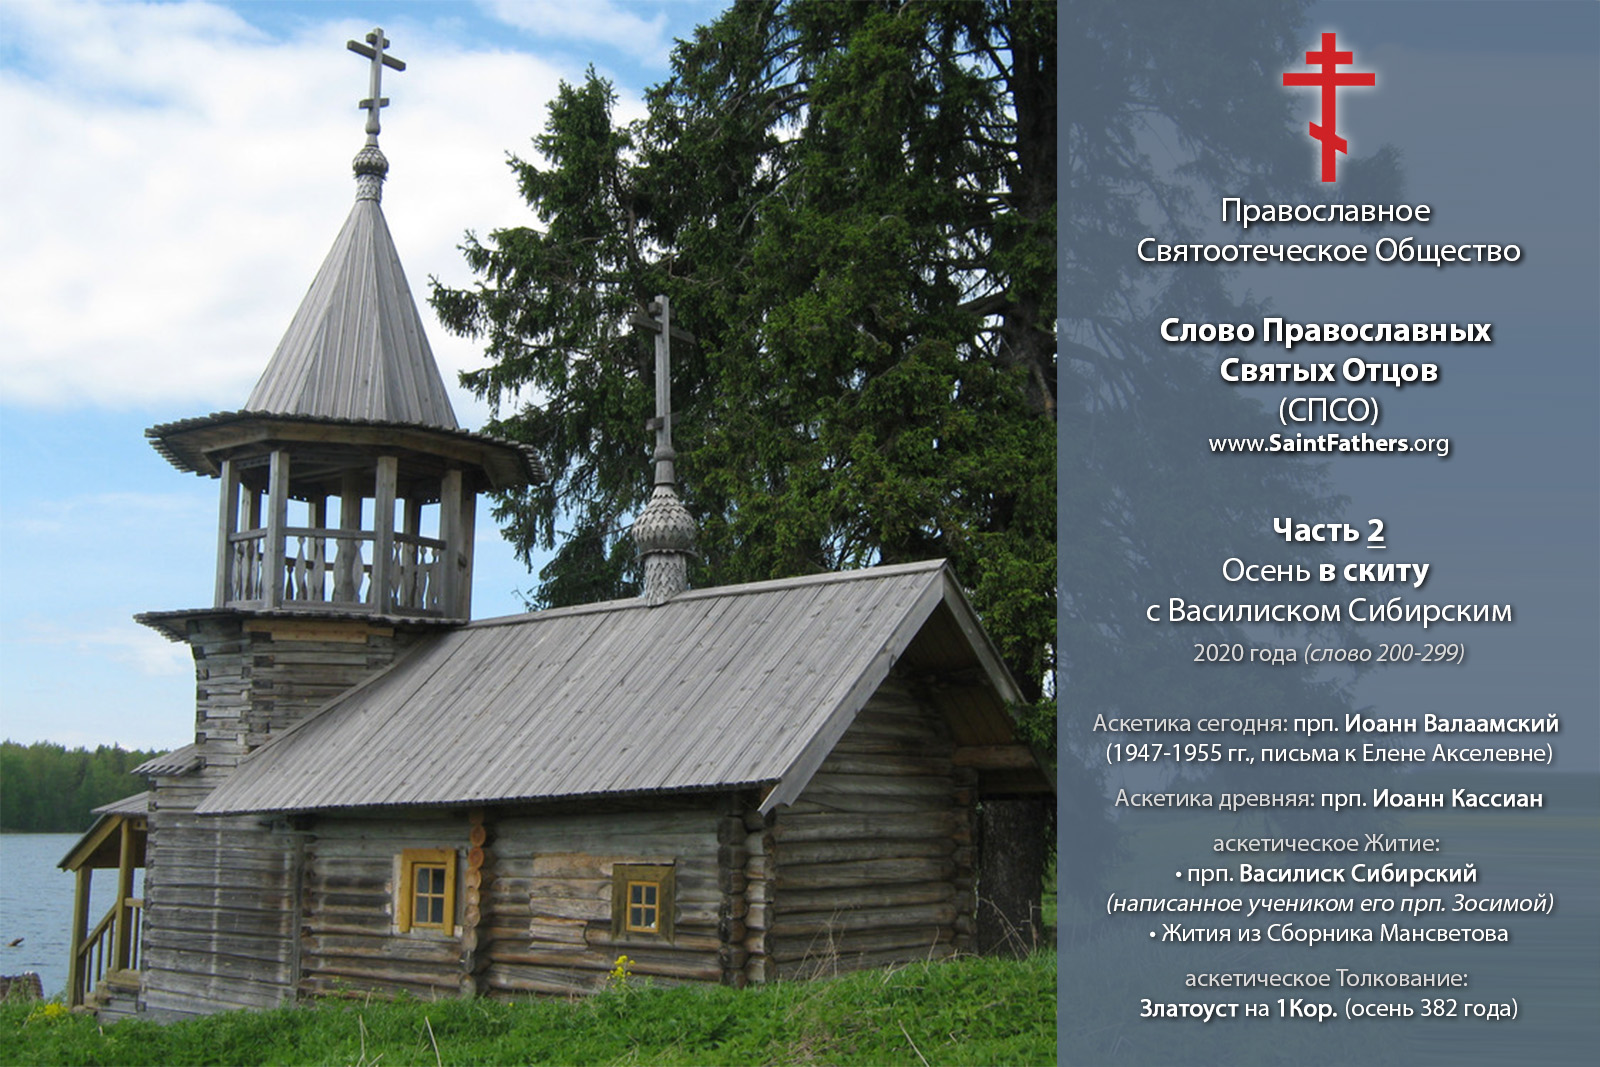 Православное
Святоотеческое Общество
Слово Православных
Святых Отцов
(СПСО)
www.SaintFathers.org
Часть 2
Осень в скиту
с Василиском Сибирским
2020 года (слово 200-299)
Аскетика сегодня: прп. Иоанн Валаамский
(1947-1955 гг., письма к Елене Акселевне)
Аскетика древняя: прп. Иоанн Кассиан
аскетическое Житие:
• прп. Василиск Сибирский
(написанное учеником его прп. Зосимой)
• Жития из Сборника Мансветова
аскетическое Толкование:
Златоуст на 1Кор. (осень 382 года)